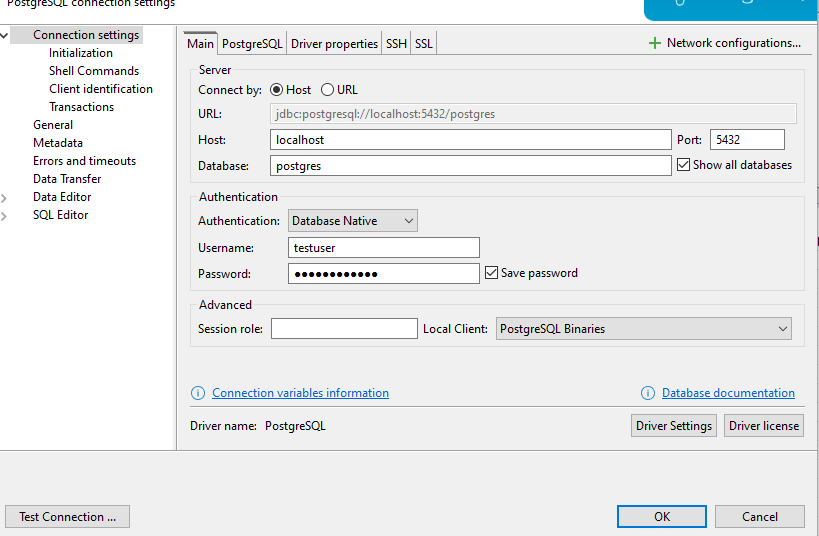 PostgreSQL connection settings
Connection settings
Initialization
Shell Commands
Client identification
Transactions
General
Metadata
Errors and timeouts
Data Transfer
Data Editor
SQL Editor
Main PostgreSQL Driver properties SSH SSL Network configurations...
Server
Connect by: Host URL
URL: jdbc:postgresql://localhost:5432/postgres
Host: localhost Port: 5432
Database: postgres Show all databases
Authentication
Authentication: Database Native
Username: testuser
Password: ●●●●●●●●●●●● Save password
Advanced
Session role: Local Client: PostgreSQL Binaries
Connection variables information Database documentation
Driver name: PostgreSQL Driver Settings Driver license
Test Connection ... OK Cancel